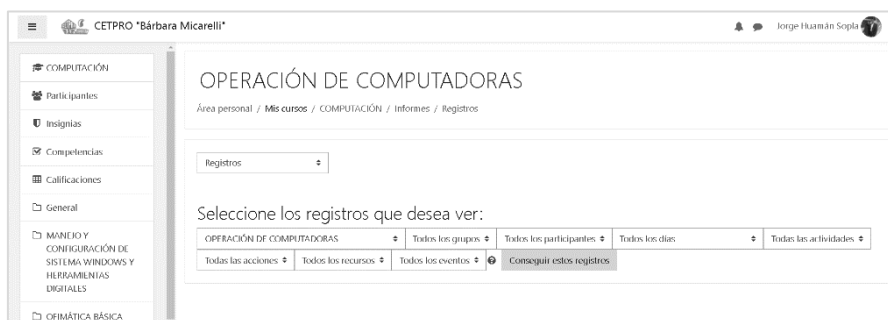 CETPRO "Bárbara Micarelli"
Jorge Huamán Sopla
COMPUTACIÓN
Participantes
Insignias
Competencias
Calificaciones
General
MANEJO Y
CONFIGURACIÓN DE
SISTEMA WINDOWS Y
HERRAMIENTAS
DIGITALES
OFIMÁTICA BÁSICA
OPERACIÓN DE COMPUTADORAS
Área personal / Mis cursos / COMPUTACIÓN / Informes / Registros
Registros
Seleccione los registros que desea ver:
OPERACIÓN DE COMPUTADORAS Todos los grupos Todos los participantes Todos los días Todas las actividades
Todas las acciones Todos los recursos Todos los eventos Conseguir estos registros